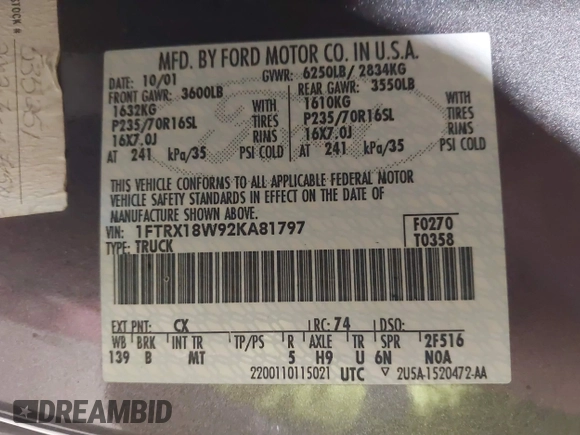 MFD. BY FORD MOTOR CO. IN U.S.A.
DATE: 10/01 GVWR: 6250LB/ 2834KG
FRONT GAWR: 3600LB REAR GAWR: 3550LB
1632KG WITH 1610KG WITH
P235/70R16SL TIRES P235/70R16SL TIRES
16X7.0J RIMS 16X7.0J RIMS
AT 241 kPa/35 PSI COLD AT 241 kPa/35 PSI COLD
THIS VEHICLE CONFORMS TO ALL APPLICABLE FEDERAL MOTOR
VEHICLE SAFETY STANDARDS IN EFFECT ON THE DATE OF
MANUFACTURE SHOWN ABOVE.
VIN: 1FTRX18W92KA81797 F0270
TYPE: TRUCK T0358
EXT PNT: CX RC: 74 DSO:
WB BRK INT TR TP/PS R AXLE TR SPR 2F516
139 B MT 5 H9 U 6N NOA
2200110115021 UTC 2U5A-1520472-AA
DREAMBID